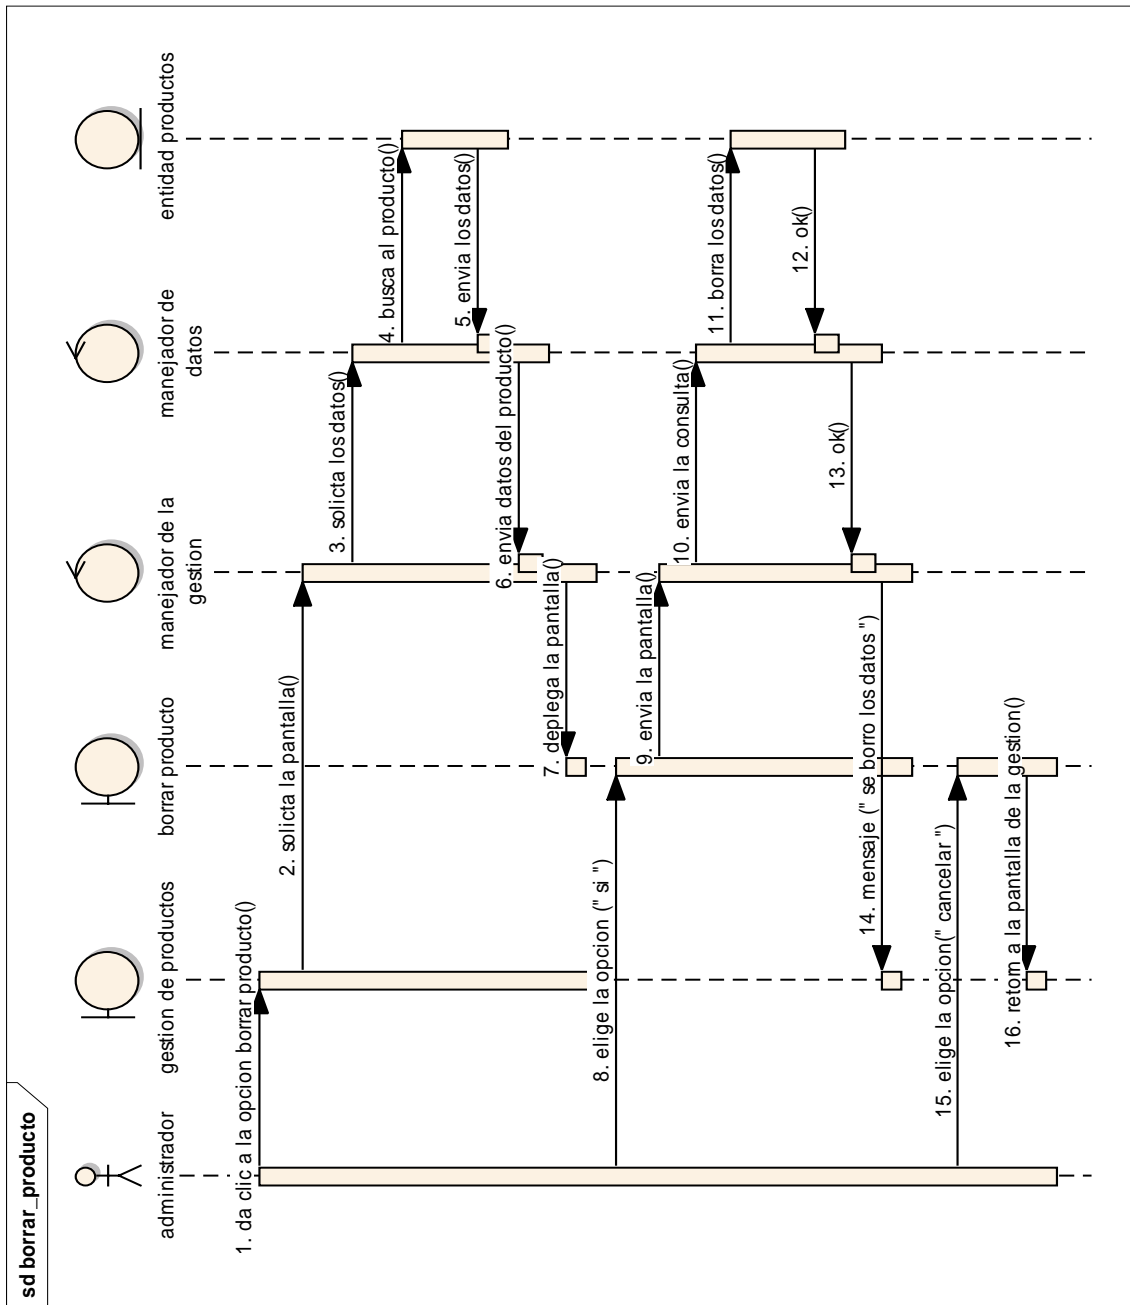 sd borrar_producto
administrador
gestion de productos
borrar producto
manejador de la
gestion
manejador de
datos
entidad productos
1. da clic a la opcion borrar producto()
2. solicita la pantalla()
3. solicta los datos()
4. busca al producto()
5. envia los datos()
6. envia datos del producto()
7. deplega la pantalla()
8. elige la opcion (" si ")
9. envia la pantalla()
10. envia la consulta()
11. borra los datos()
12. ok()
13. ok()
14. mensaje (" se borro los datos ")
15. elige la opcion(" cancelar ")
16. retorn a la pantalla de la gestion()